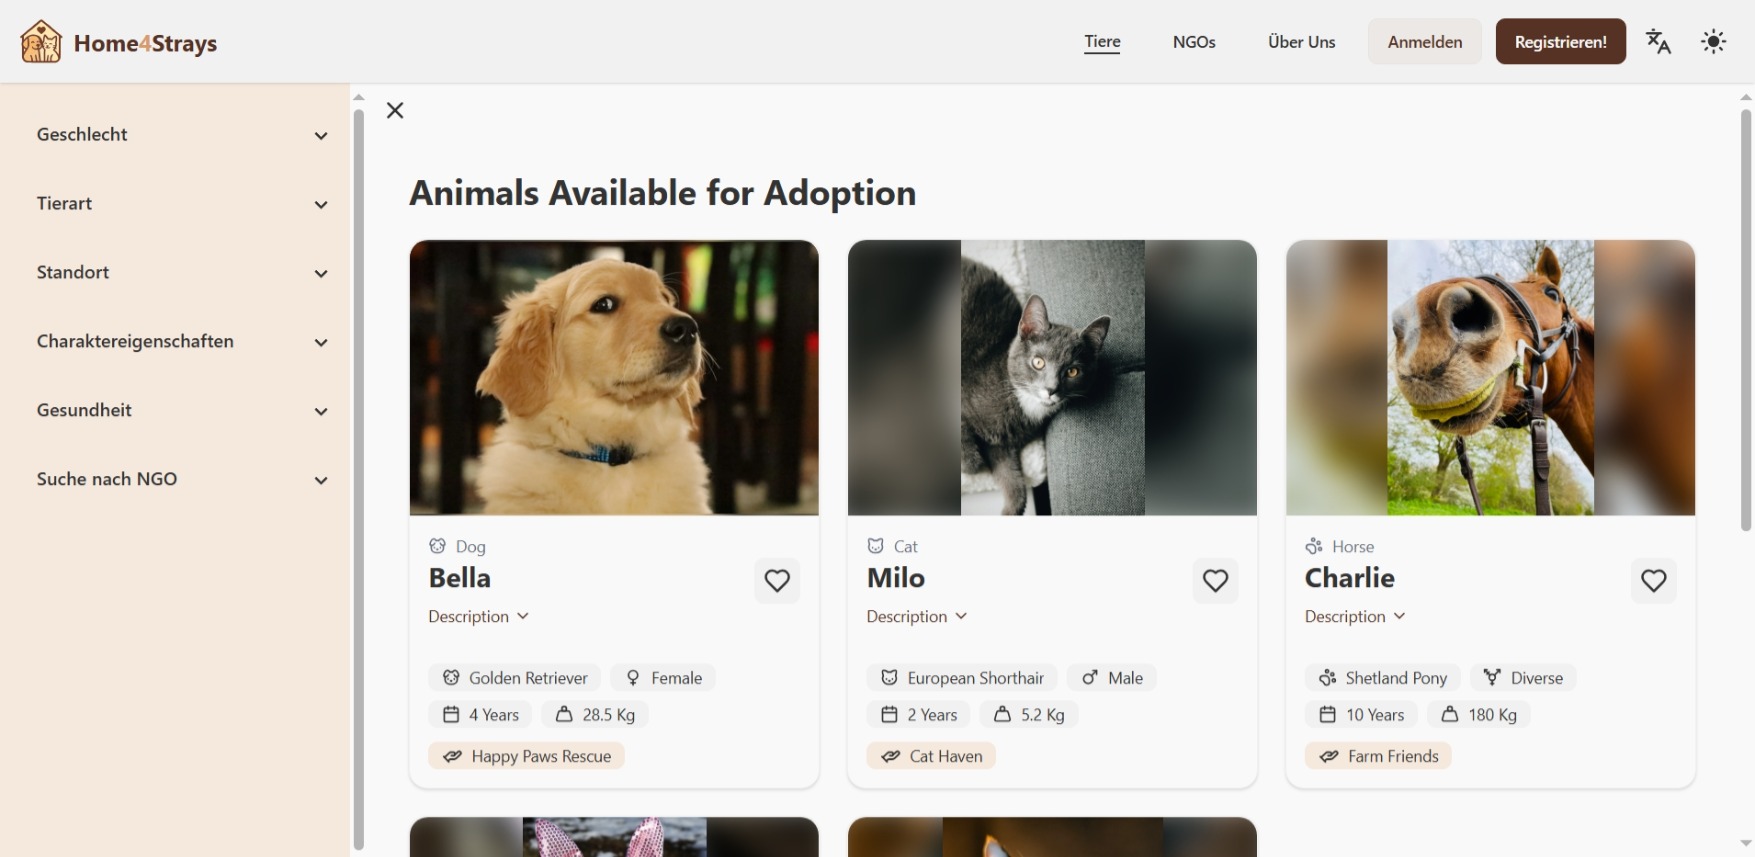 Home4Strays
Tiere
NGOs
Über Uns
Anmelden
Registrieren!
Geschlecht
Tierart
Standort
Charaktereigenschaften
Gesundheit
Suche nach NGO
Animals Available for Adoption
Dog
Bella
Description
Golden Retriever
Female
4 Years
28.5 Kg
Happy Paws Rescue
Cat
Milo
Description
European Shorthair
Male
2 Years
5.2 Kg
Cat Haven
Horse
Charlie
Description
Shetland Pony
Diverse
10 Years
180 Kg
Farm Friends